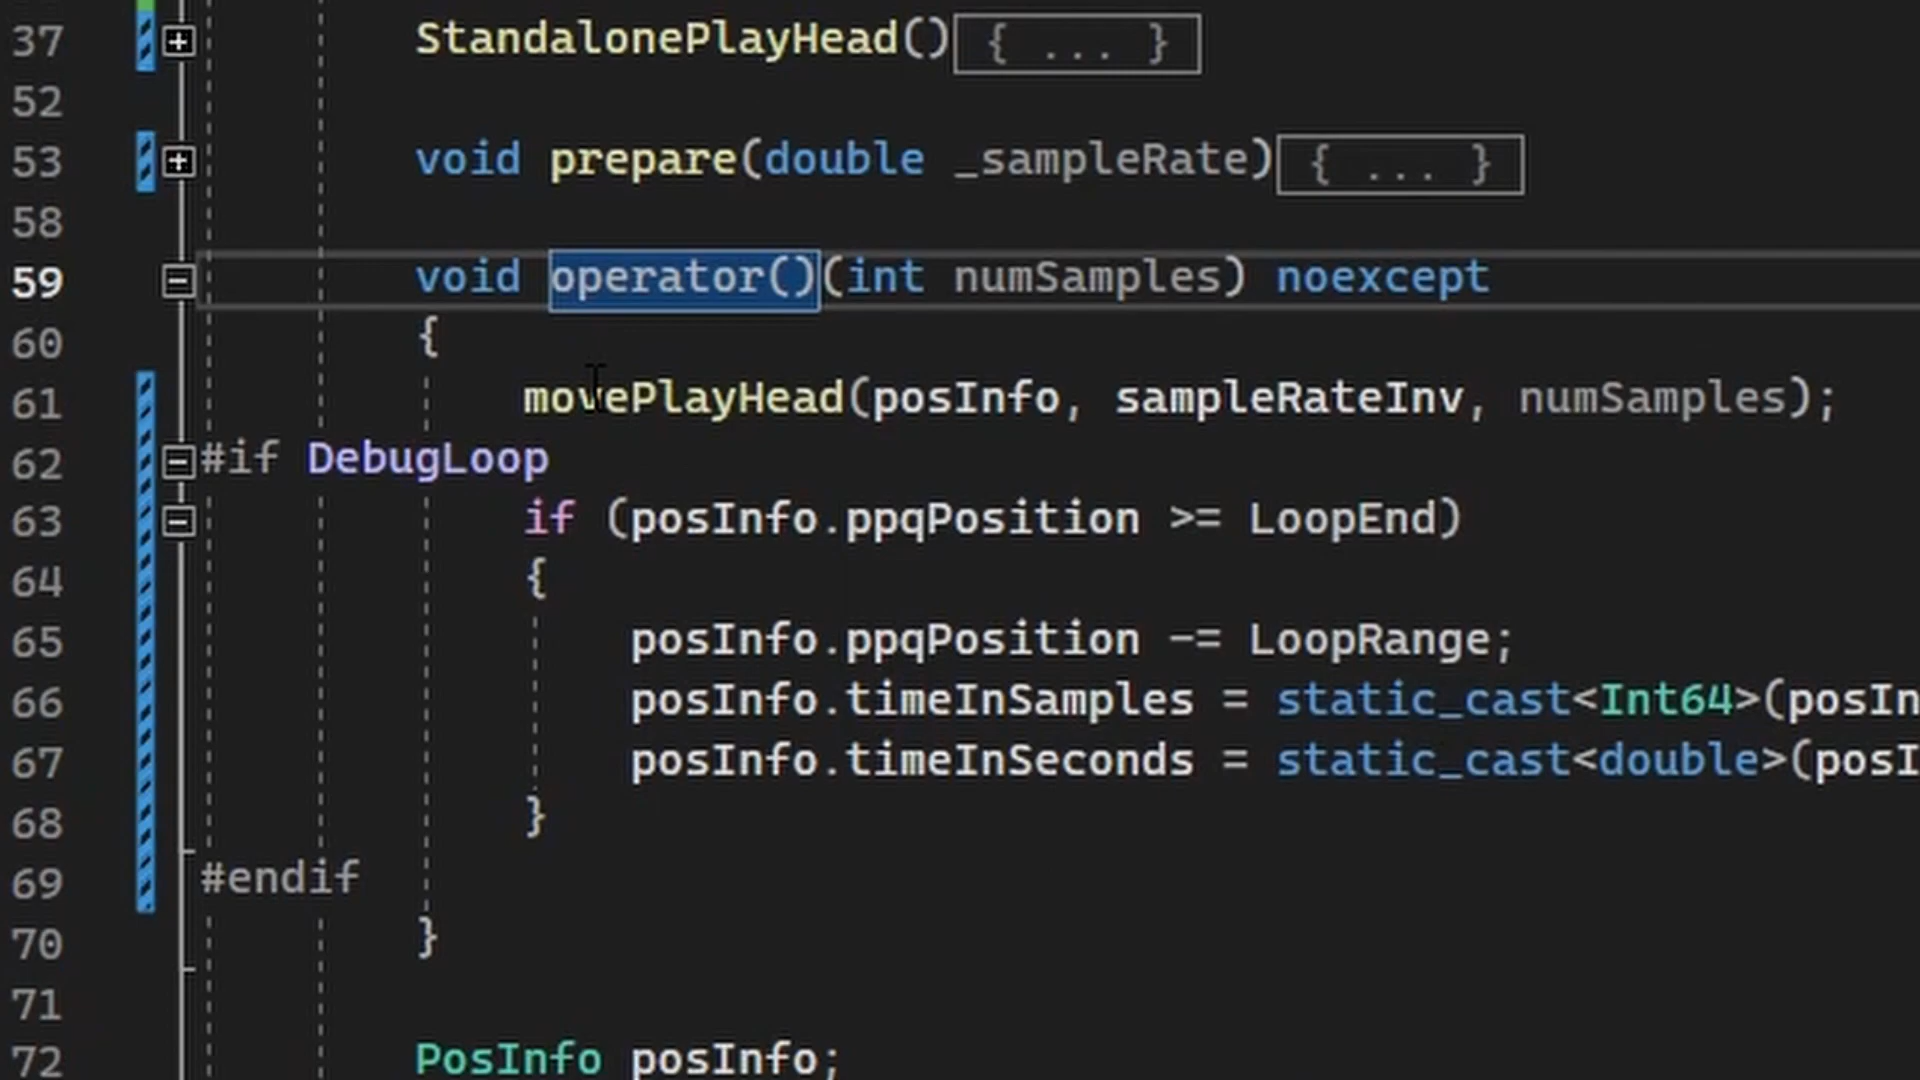 37 StandalonePlayHead(){ ... }
52
53 void prepare(double _sampleRate){ ... }
58
59 void operator()(int numSamples) noexcept
60 {
61 movePlayHead(posInfo, sampleRateInv, numSamples);
62 #if DebugLoop
63 if (posInfo.ppqPosition >= LoopEnd)
64 {
65 posInfo.ppqPosition -= LoopRange;
66 posInfo.timeInSamples = static_cast<Int64>(posIn
67 posInfo.timeInSeconds = static_cast<double>(posI
68 }
69 #endif
70 }
71
72 PosInfo posInfo;